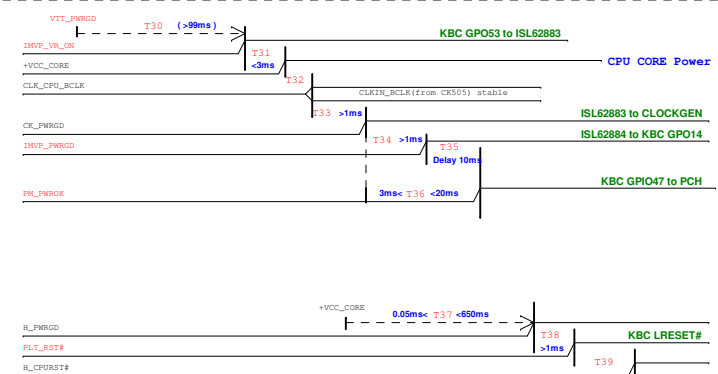 VTT_PWRGD
T30 (>99ms)
KBC GPO53 to ISL62883
IMVP_VR_ON
T31
+VCC_CORE
<3ms
CPU CORE Power
T32
CLK_CPU_BCLK
CLKIN_BCLK(from CK505) stable
T33 >1ms
ISL62883 to CLOCKGEN
CK_PWRGD
T34 >1ms
ISL62884 to KBC GPO14
IMVP_PWRGD
T35
Delay 10ms
KBC GPIO47 to PCH
PM_PWROK
3ms< T36 <20ms
+VCC_CORE
0.05ms< T37 <650ms
H_PWRGD
T38
KBC LRESET#
PLT_RST#
>1ms
T39
H_CPURST#